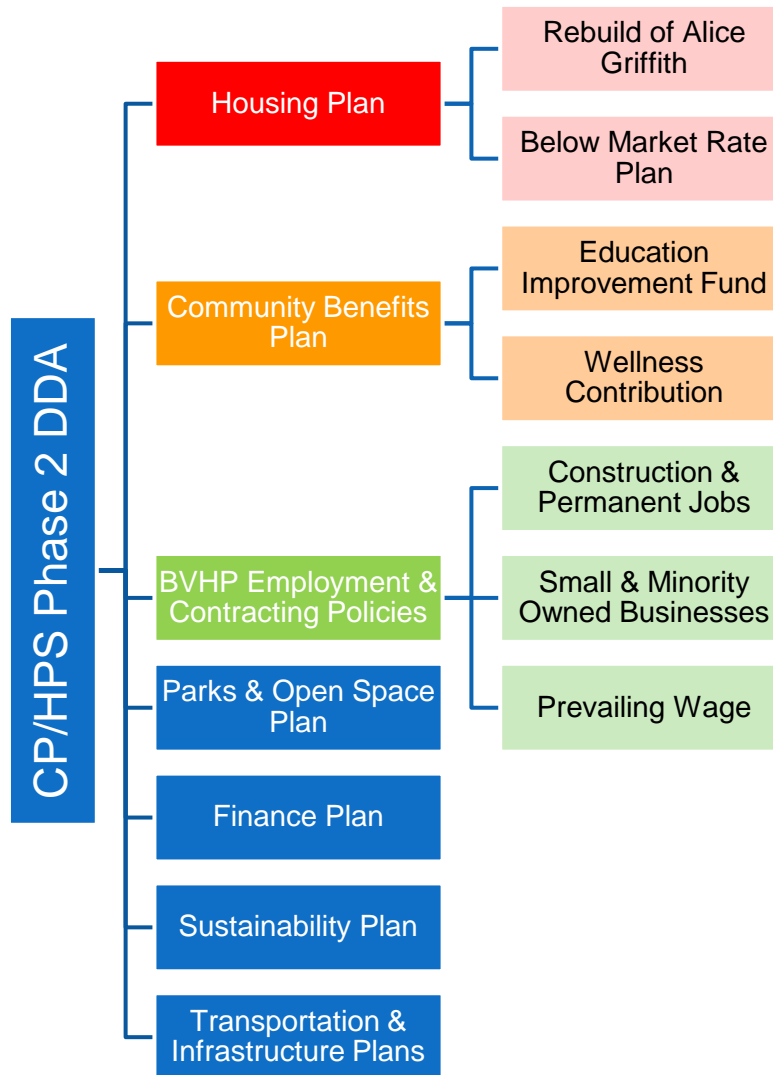 CP/HPS Phase 2 DDA
Housing Plan
Rebuild of Alice
Griffith
Below Market Rate
Plan
Community Benefits
Plan
Education
Improvement Fund
Wellness
Contribution
BVHP Employment &
Contracting Policies
Construction &
Permanent Jobs
Small & Minority
Owned Businesses
Prevailing Wage
Parks & Open Space
Plan
Finance Plan
Sustainability Plan
Transportation &
Infrastructure Plans